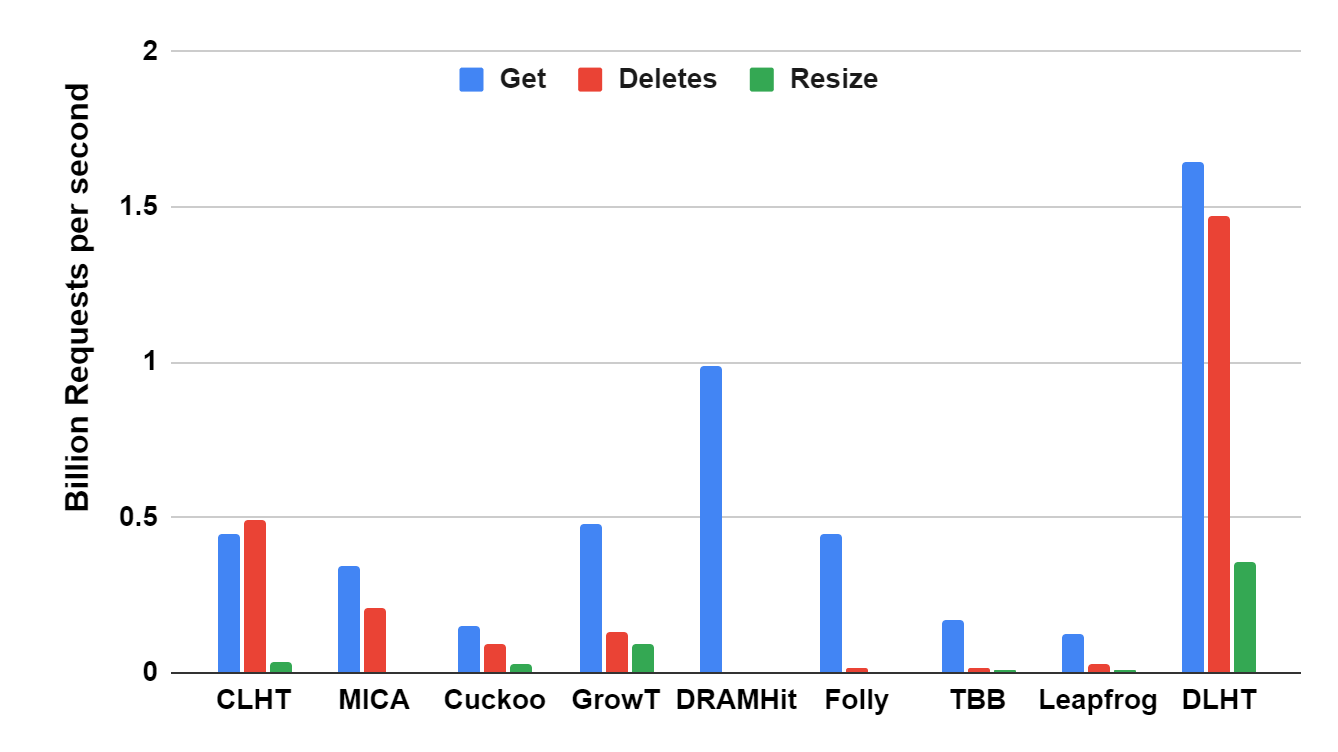 2
Get Deletes Resize
Billion Requests per second
1.5
1
0.5
0
CLHT MICA Cuckoo GrowT DRAMHit Folly TBB Leapfrog DLHT